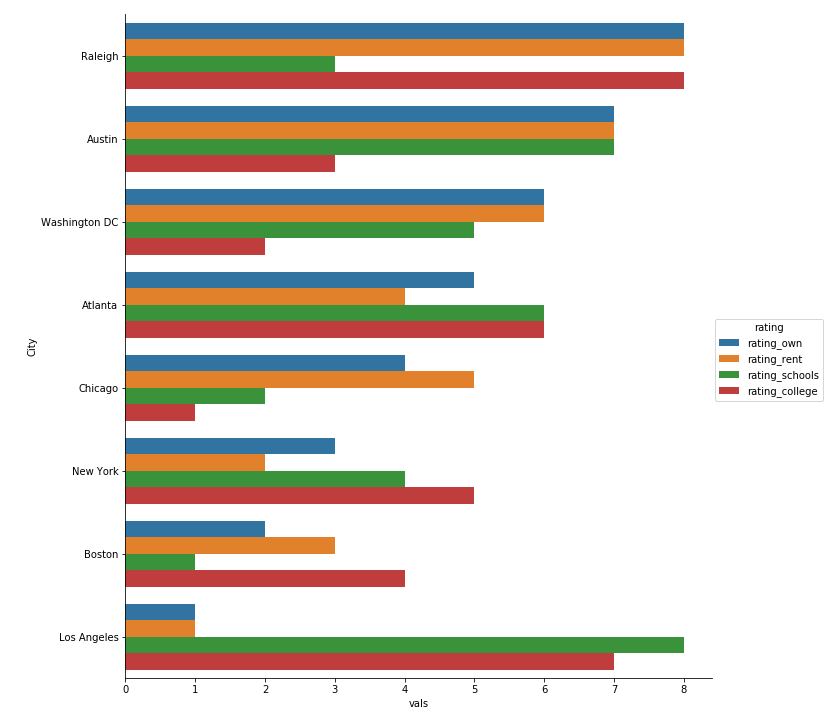 Raleigh
Austin
Washington DC
Atlanta
Chicago
New York
Boston
Los Angeles
City
0 1 2 3 4 5 6 7 8
vals
rating
rating_own
rating_rent
rating_schools
rating_college